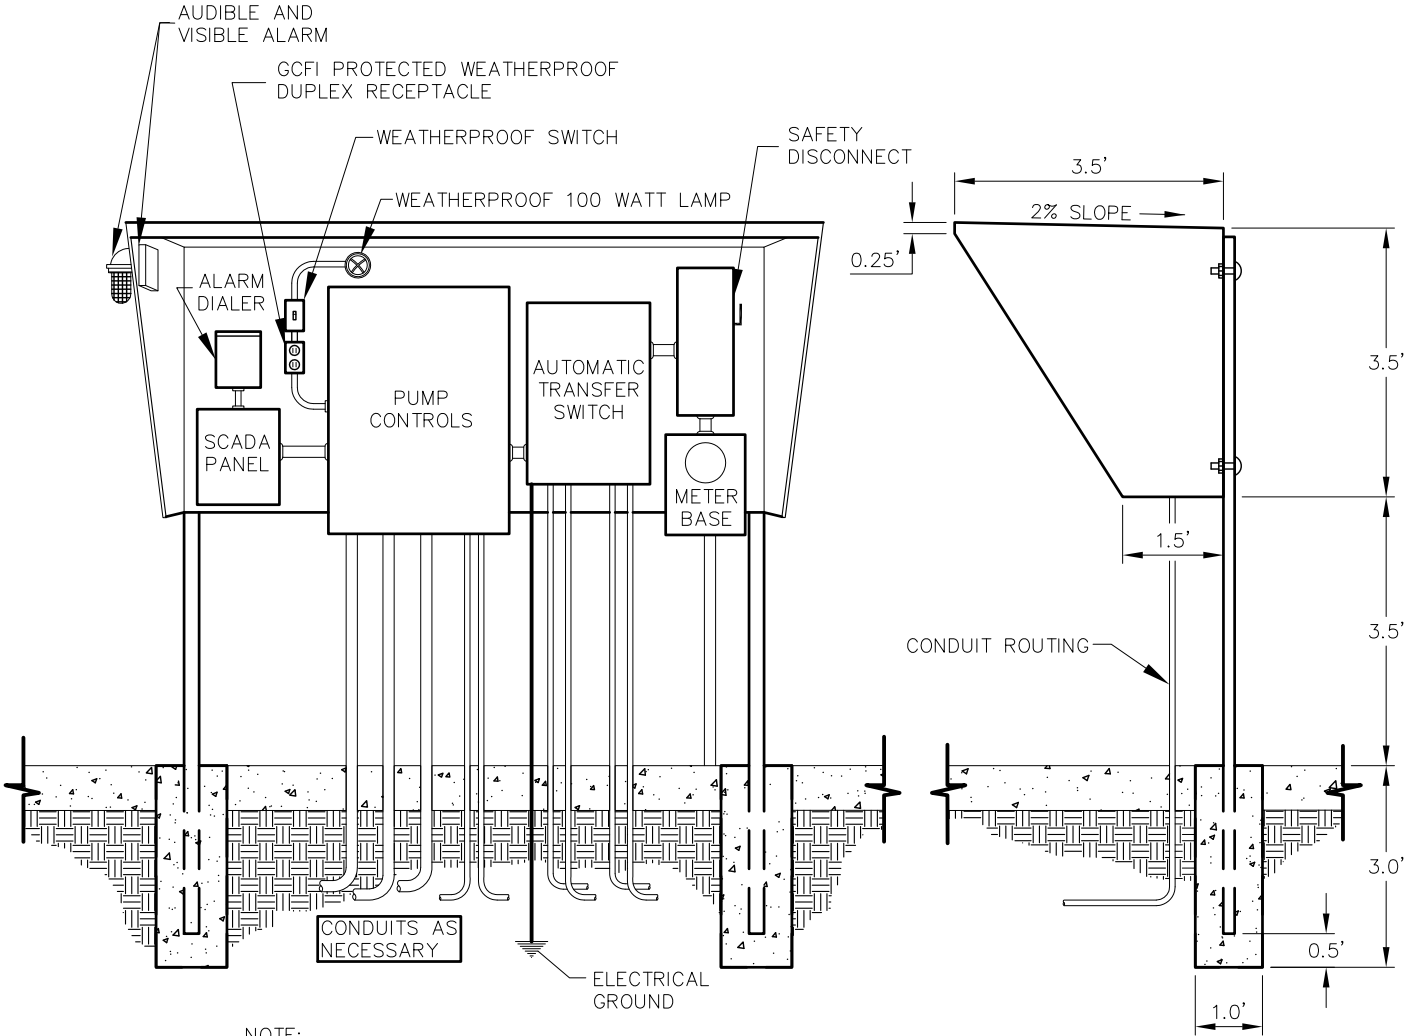 AUDIBLE AND
VISIBLE ALARM
GCFI PROTECTED WEATHERPROOF
DUPLEX RECEPTACLE
WEATHERPROOF SWITCH
SAFETY
DISCONNECT
WEATHERPROOF 100 WATT LAMP
ALARM
DIALER
PUMP
CONTROLS
AUTOMATIC
TRANSFER
SWITCH
SCADA
PANEL
METER
BASE
CONDUITS AS
NECESSARY
ELECTRICAL
GROUND
NOTE:
3.5'
2% SLOPE
0.25'
3.5'
1.5'
3.5'
CONDUIT ROUTING
3.0'
0.5'
1.0'